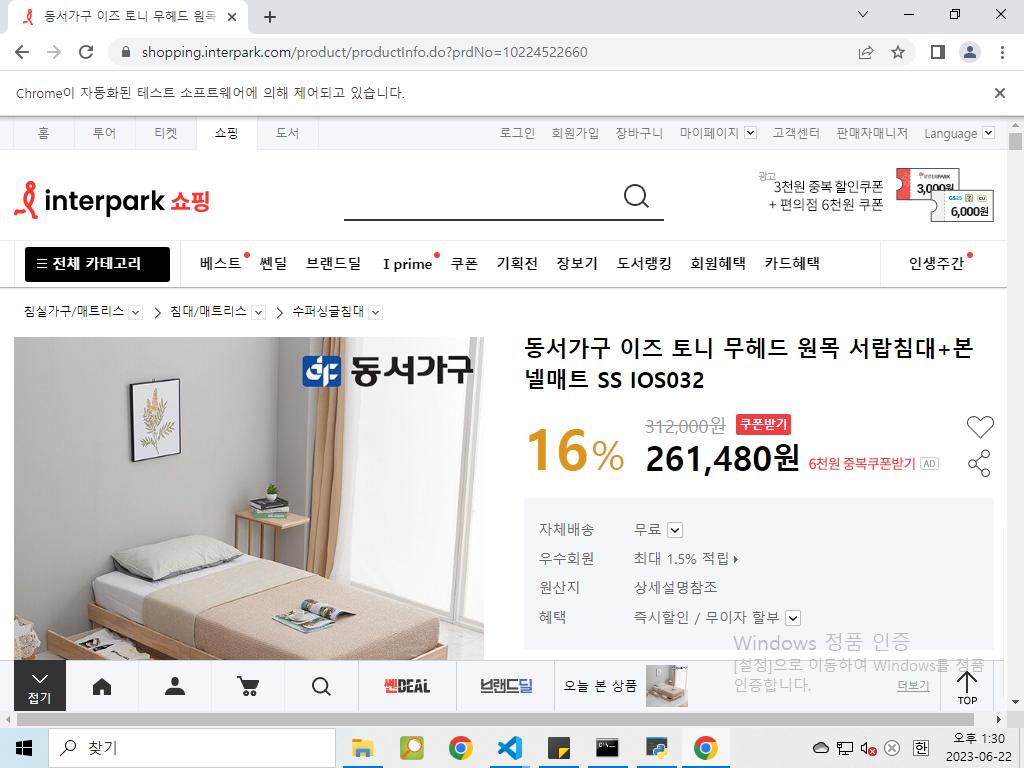 동서가구 이즈 토니 무헤드 원목
shopping.interpark.com/product/productInfo.do?prdNo=10224522660
Chrome이 자동화된 테스트 소프트웨어에 의해 제어되고 있습니다.
홈 투어 티켓 쇼핑 도서 로그인 회원가입 장바구니 마이페이지 고객센터 판매자매니저 Language
광고
interpark 쇼핑
3천원 중복 할인쿠폰
+ 편의점 6천원 쿠폰
INTERPARK
3,000원
GS25 CU
6,000원
전체 카테고리 베스트 쎈딜 브랜드딜 I prime 쿠폰 기획전 장보기 도서랭킹 회원혜택 카드혜택 인생주간
침실가구/매트리스 침대/매트리스 수퍼싱글침대
동서가구
동서가구 이즈 토니 무헤드 원목 서랍침대+본
넬매트 SS IOS032
16%
312,000원 쿠폰받기
261,480원 6천원 중복쿠폰받기 AD
자체배송 무료
우수회원 최대 1.5% 적립
원산지 상세설명참조
혜택 즉시할인 / 무이자 할부
Windows 정품 인증
[설정]으로 이동하여 Windows를 정품
인증합니다.
접기
쎈DEAL
브랜드딜
오늘 본 상품
더보기
TOP
찾기
한
오후 1:30
2023-06-22